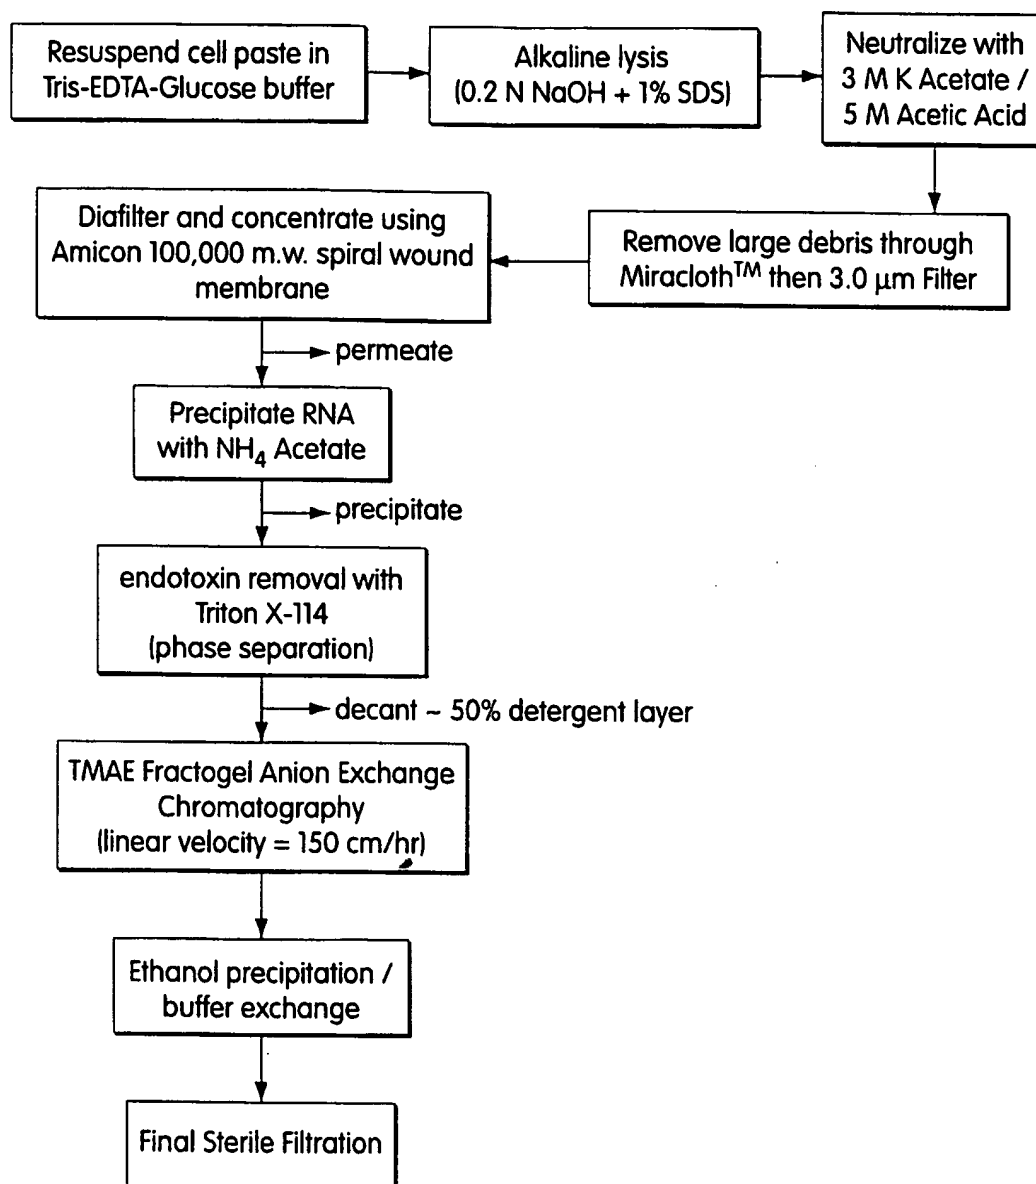 Resuspend cell paste in
Tris-EDTA-Glucose buffer
Alkaline lysis
(0.2 N NaOH + 1% SDS)
Neutralize with
3 M K Acetate /
5 M Acetic Acid
Remove large debris through
Miracloth™ then 3.0 μm Filter
Diafilter and concentrate using
Amicon 100,000 m.w. spiral wound
membrane
permeate
Precipitate RNA
with NH₄ Acetate
precipitate
endotoxin removal with
Triton X-114
(phase separation)
decant ~ 50% detergent layer
TMAE Fractogel Anion Exchange
Chromatography
(linear velocity = 150 cm/hr)
Ethanol precipitation /
buffer exchange
Final Sterile Filtration